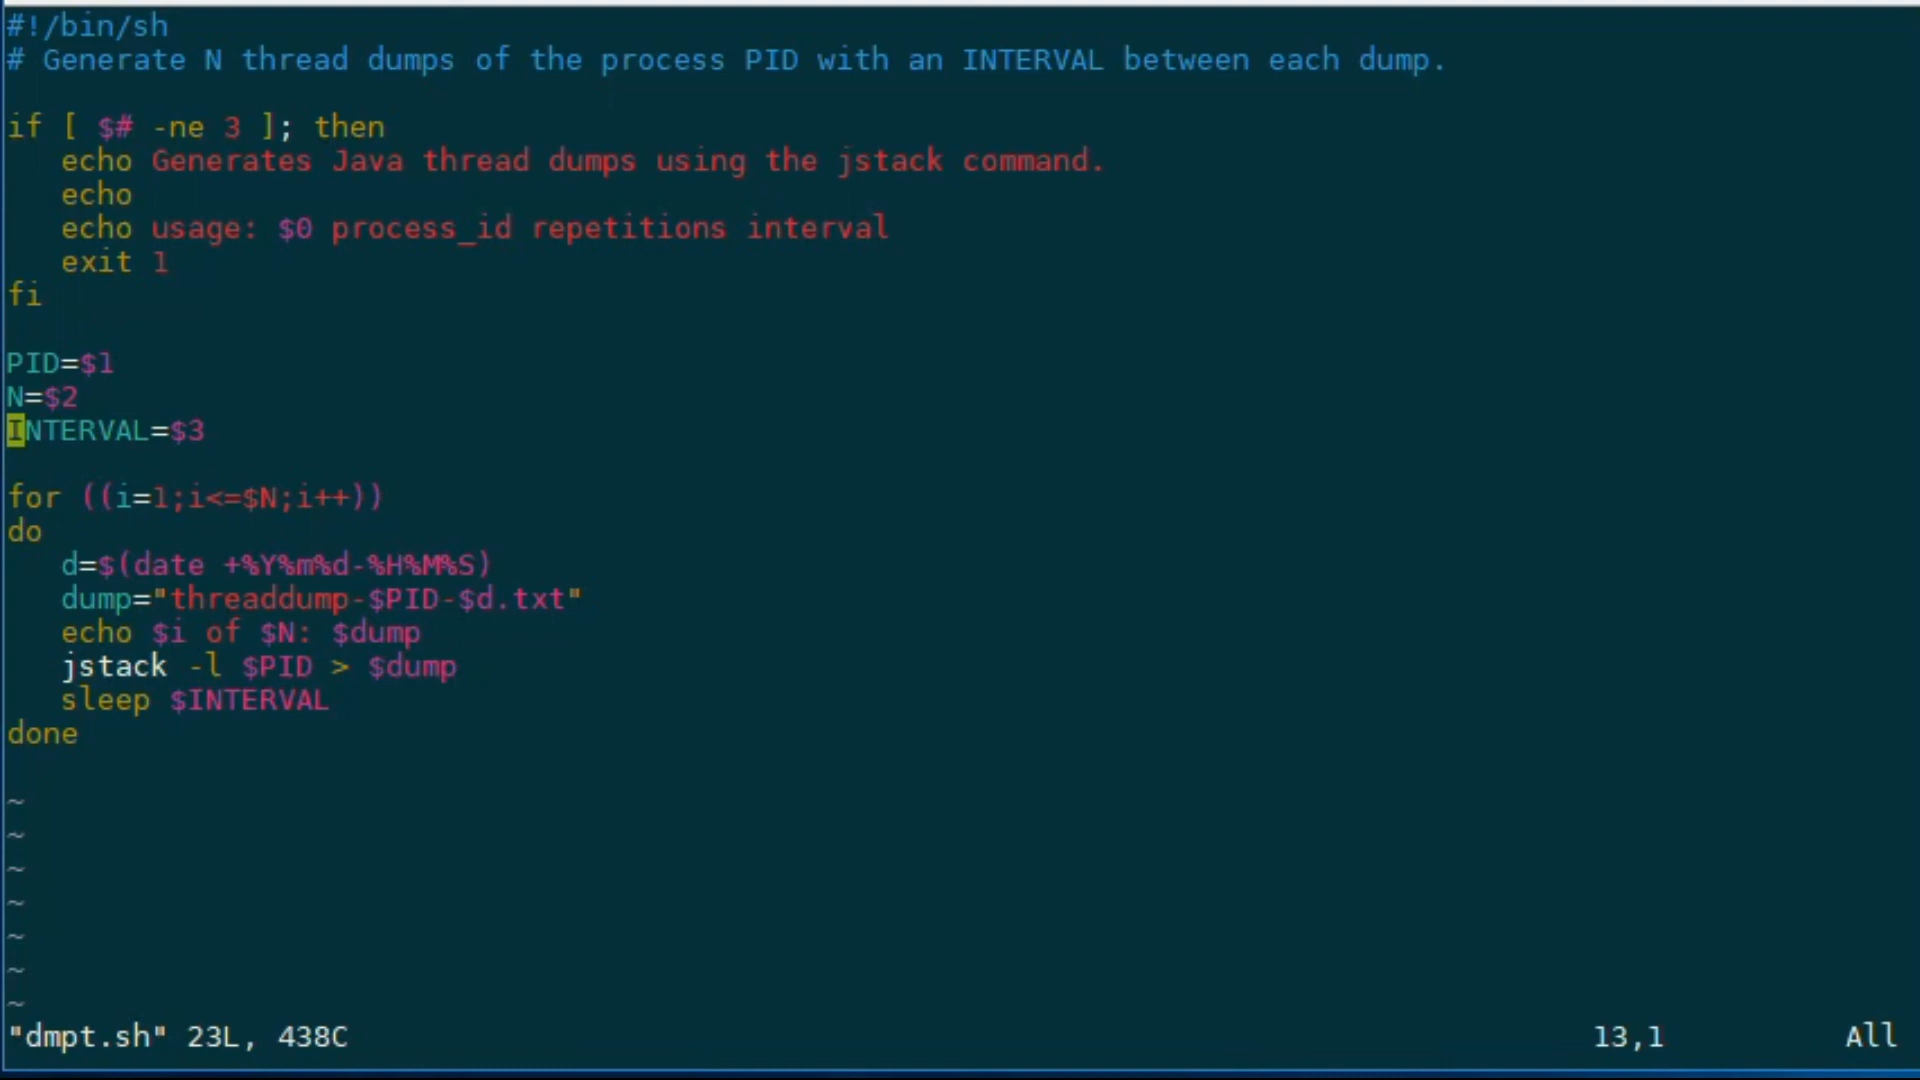 #!/bin/sh
# Generate N thread dumps of the process PID with an INTERVAL between each dump.
if [ $# -ne 3 ]; then
   echo Generates Java thread dumps using the jstack command.
   echo
   echo usage: $0 process_id repetitions interval
   exit 1
fi
PID=$1
N=$2
INTERVAL=$3
for ((i=1;i<=$N;i++))
do
   d=$(date +%Y%m%d-%H%M%S)
   dump="threaddump-$PID-$d.txt"
   echo $i of $N: $dump
   jstack -l $PID > $dump
   sleep $INTERVAL
done
~
~
~
~
~
~
~
"dmpt.sh" 23L, 438C 13,1 All